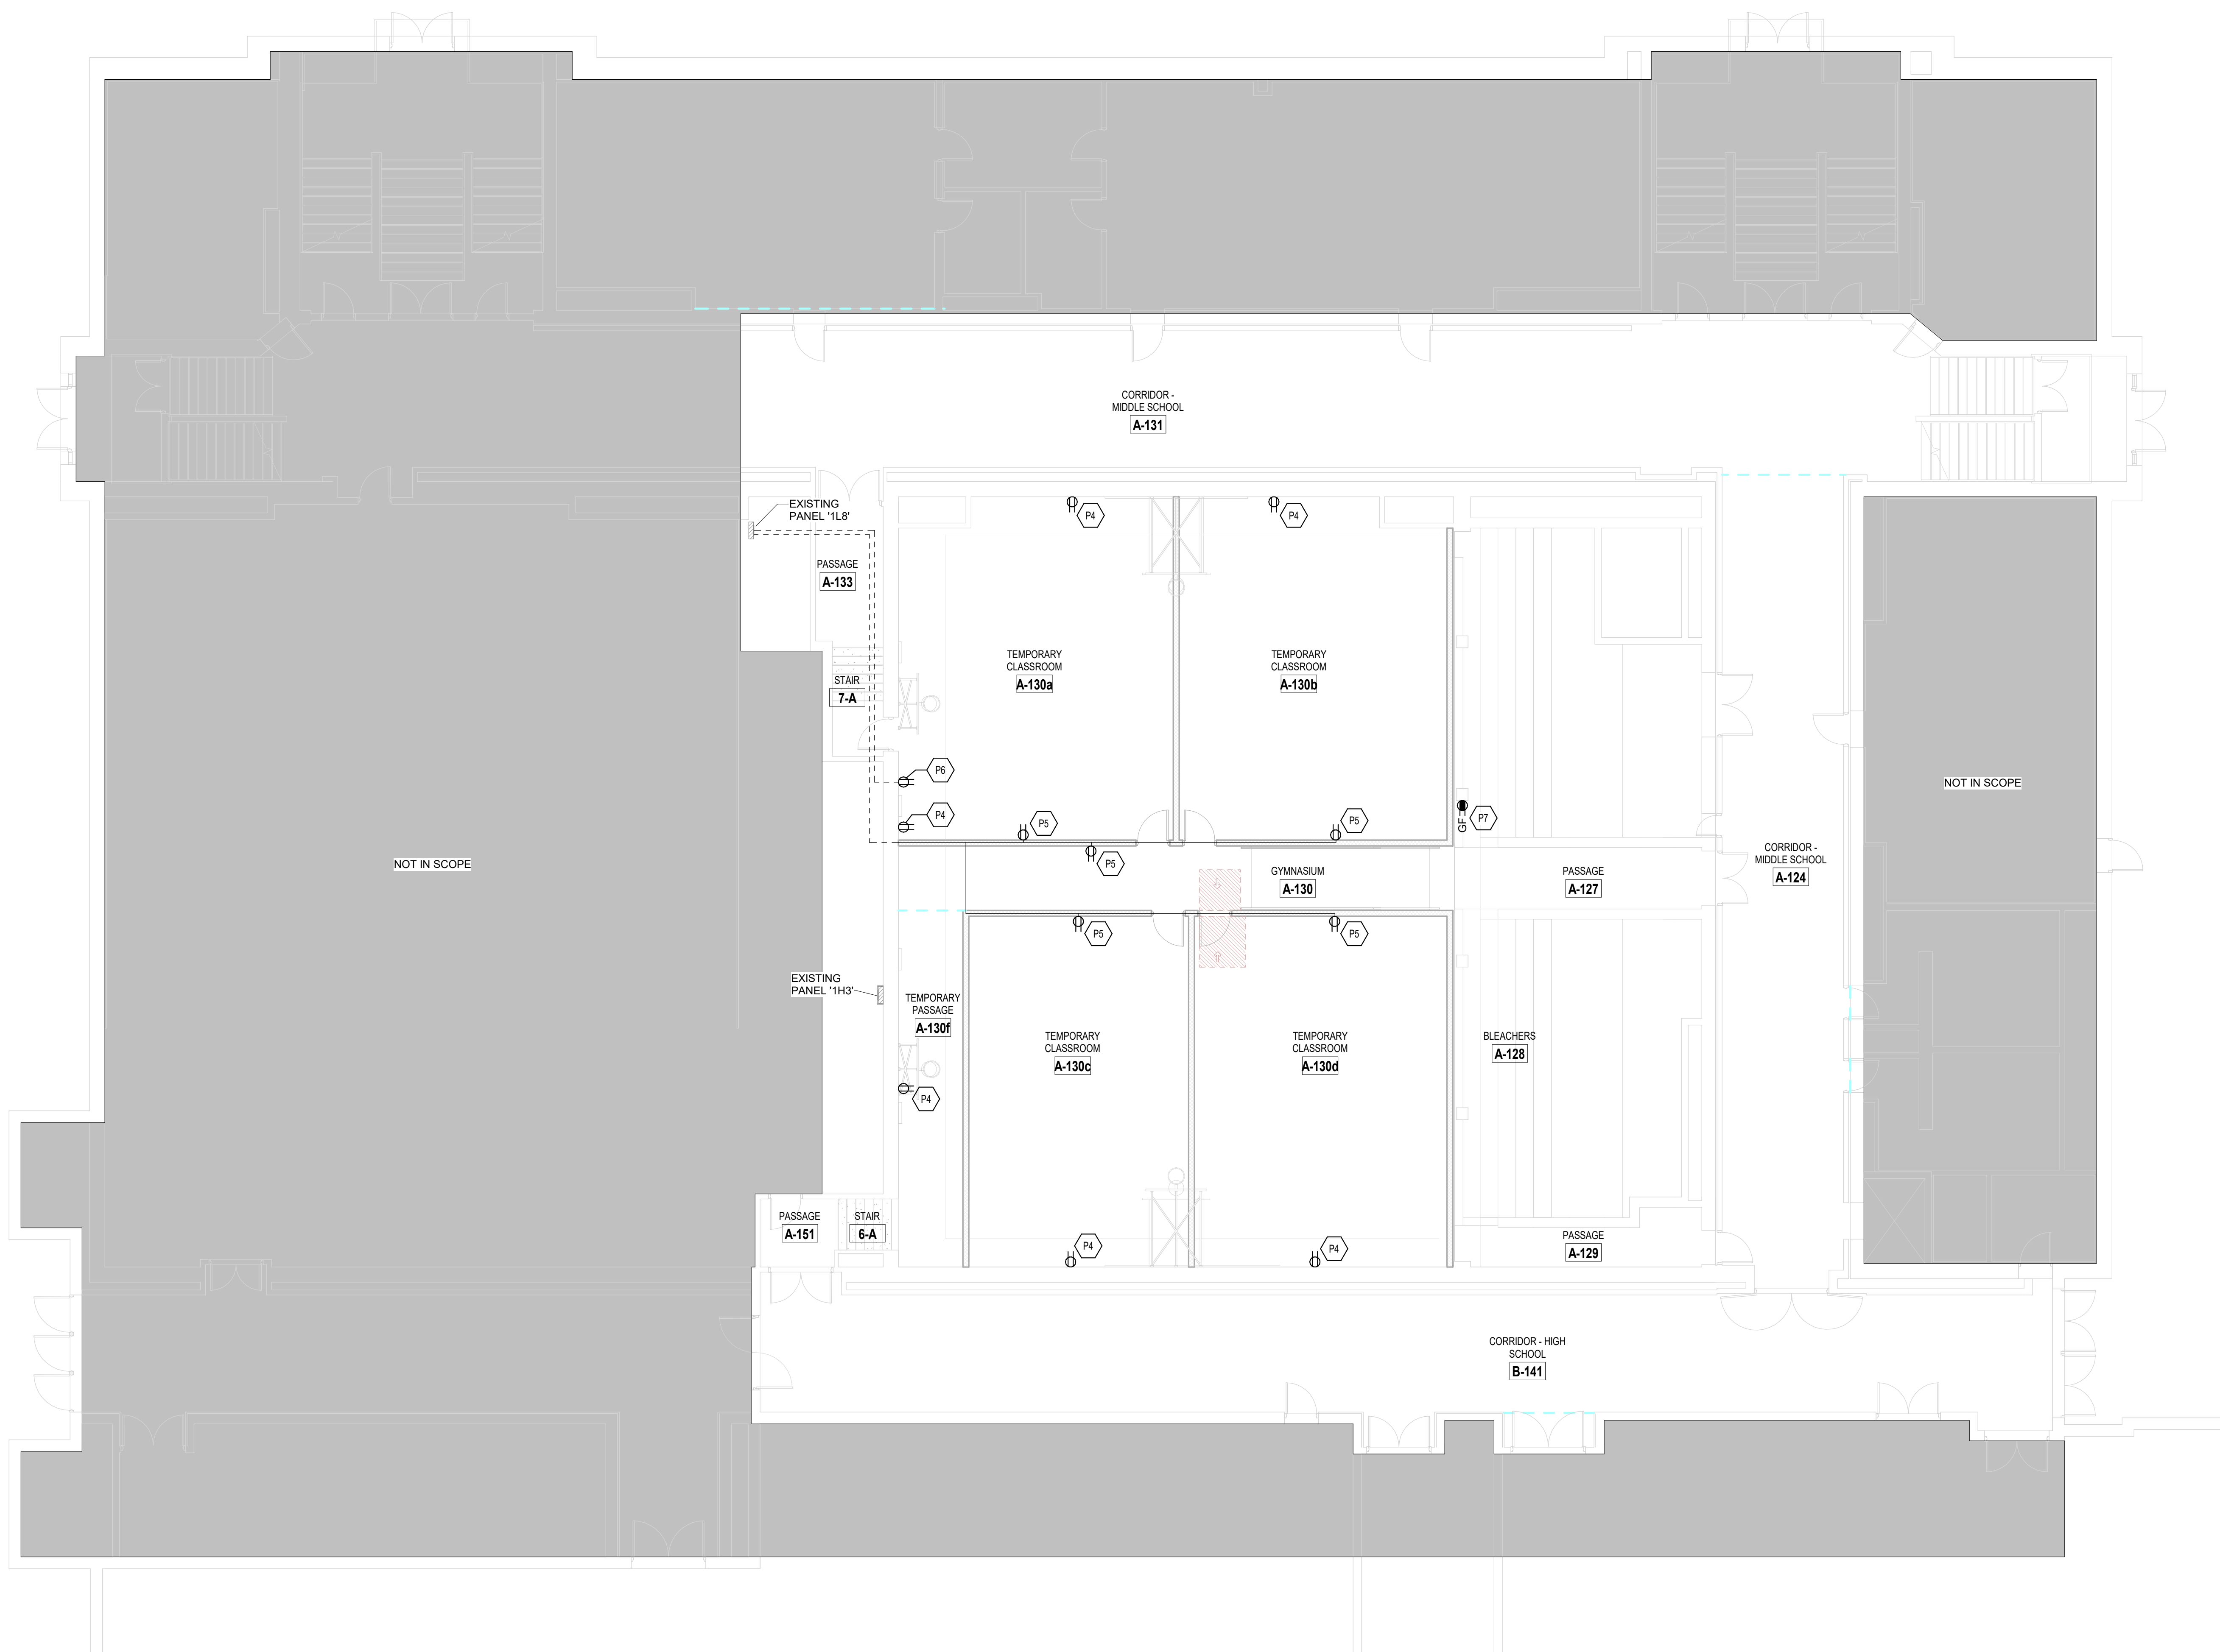 CORRIDOR -
MIDDLE SCHOOL
A-131
EXISTING
PANEL '1L8'
P4
P4
PASSAGE
A-133
TEMPORARY
CLASSROOM
A-130a
TEMPORARY
CLASSROOM
A-130b
STAIR
7-A
P6
NOT IN SCOPE
P4
P5
P5
GF
P7
P5
NOT IN SCOPE
CORRIDOR -
MIDDLE SCHOOL
A-124
GYMNASIUM
A-130
PASSAGE
A-127
P5
P5
EXISTING
PANEL '1H3'
TEMPORARY
PASSAGE
A-130f
TEMPORARY
CLASSROOM
A-130c
TEMPORARY
CLASSROOM
A-130d
BLEACHERS
A-128
P4
PASSAGE
A-151
STAIR
6-A
P4
P4
PASSAGE
A-129
CORRIDOR - HIGH
SCHOOL
B-141